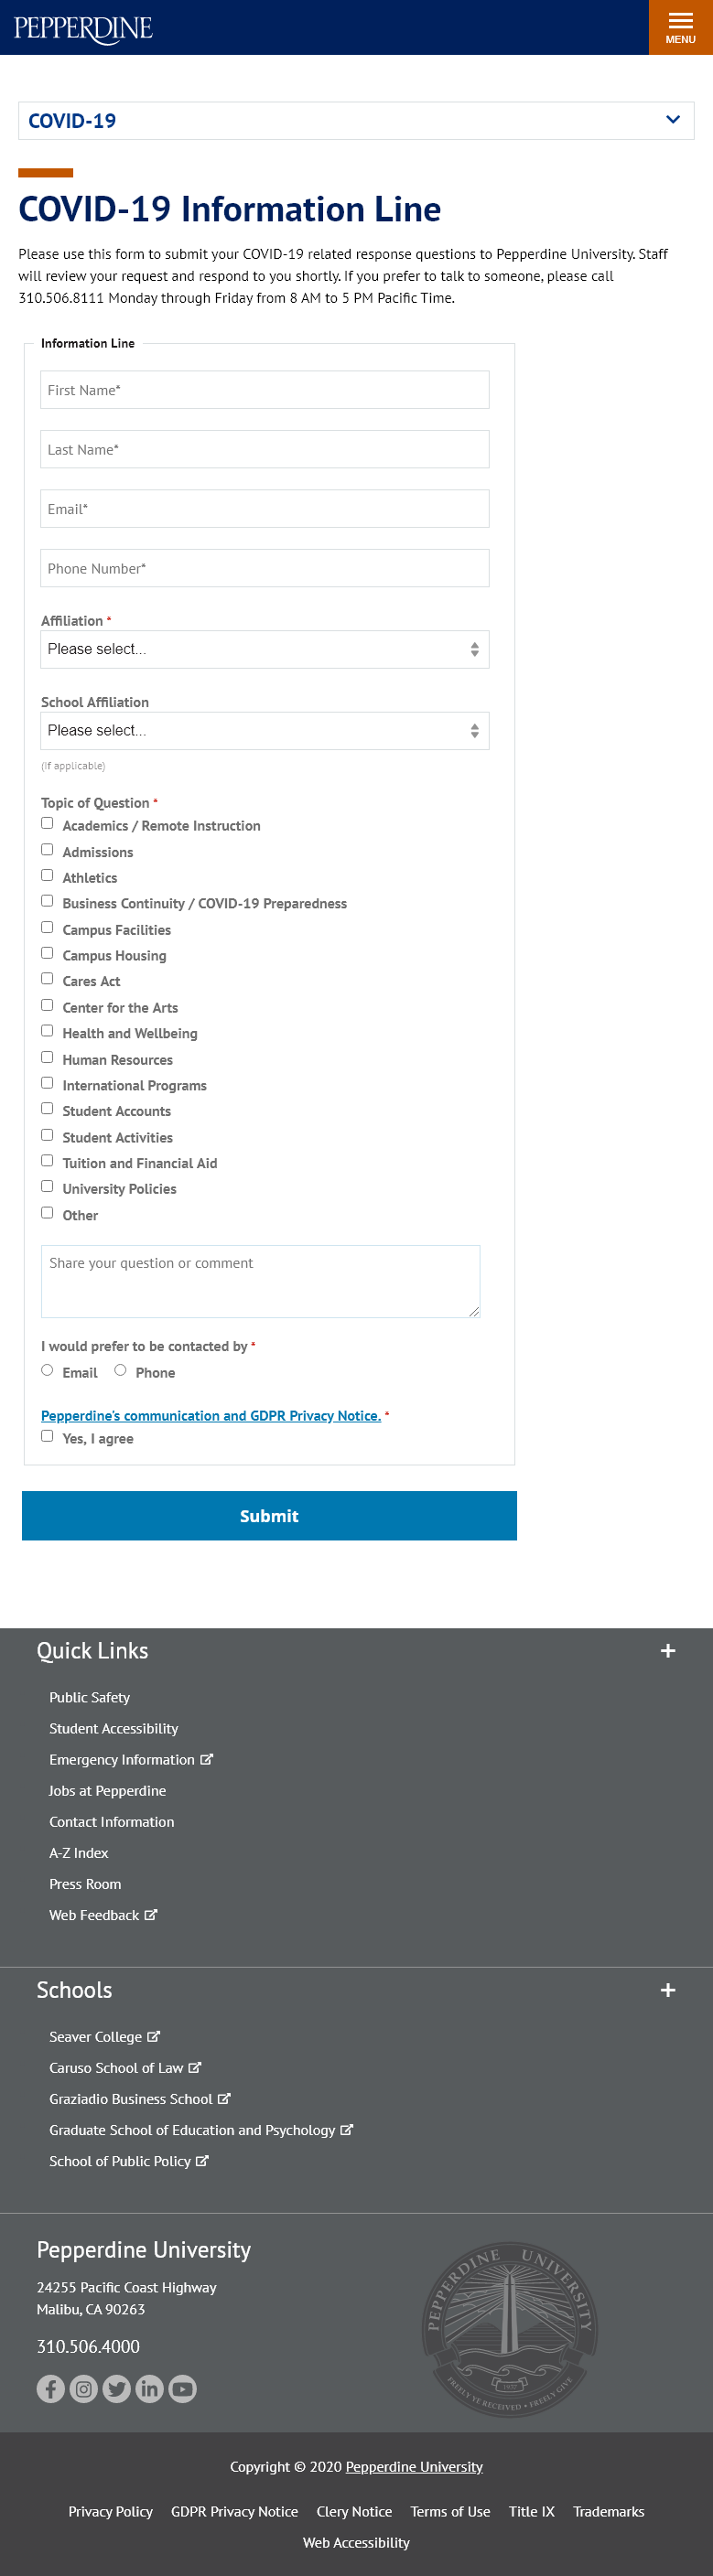 PEPPERDINE
MENU
COVID-19
COVID-19 Information Line
Please use this form to submit your COVID-19 related response questions to Pepperdine University. Staff
will review your request and respond to you shortly. If you prefer to talk to someone, please call
310.506.8111 Monday through Friday from 8 AM to 5 PM Pacific Time.
Information Line
First Name*
Last Name*
Email*
Phone Number*
Affiliation *
Please select...
School Affiliation
Please select...
(If applicable)
Topic of Question *
Academics / Remote Instruction
Admissions
Athletics
Business Continuity / COVID-19 Preparedness
Campus Facilities
Campus Housing
Cares Act
Center for the Arts
Health and Wellbeing
Human Resources
International Programs
Student Accounts
Student Activities
Tuition and Financial Aid
University Policies
Other
Share your question or comment
I would prefer to be contacted by *
Email Phone
Pepperdine's communication and GDPR Privacy Notice. *
Yes, I agree
Submit
Quick Links
Public Safety
Student Accessibility
Emergency Information
Jobs at Pepperdine
Contact Information
A-Z Index
Press Room
Web Feedback
Schools
Seaver College
Caruso School of Law
Graziadio Business School
Graduate School of Education and Psychology
School of Public Policy
Pepperdine University
24255 Pacific Coast Highway
Malibu, CA 90263
310.506.4000
PEPPERDINE UNIVERSITY
FREELY YE RECEIVED • FREELY GIVE
1937
Copyright © 2020 Pepperdine University
Privacy Policy GDPR Privacy Notice Clery Notice Terms of Use Title IX Trademarks
Web Accessibility